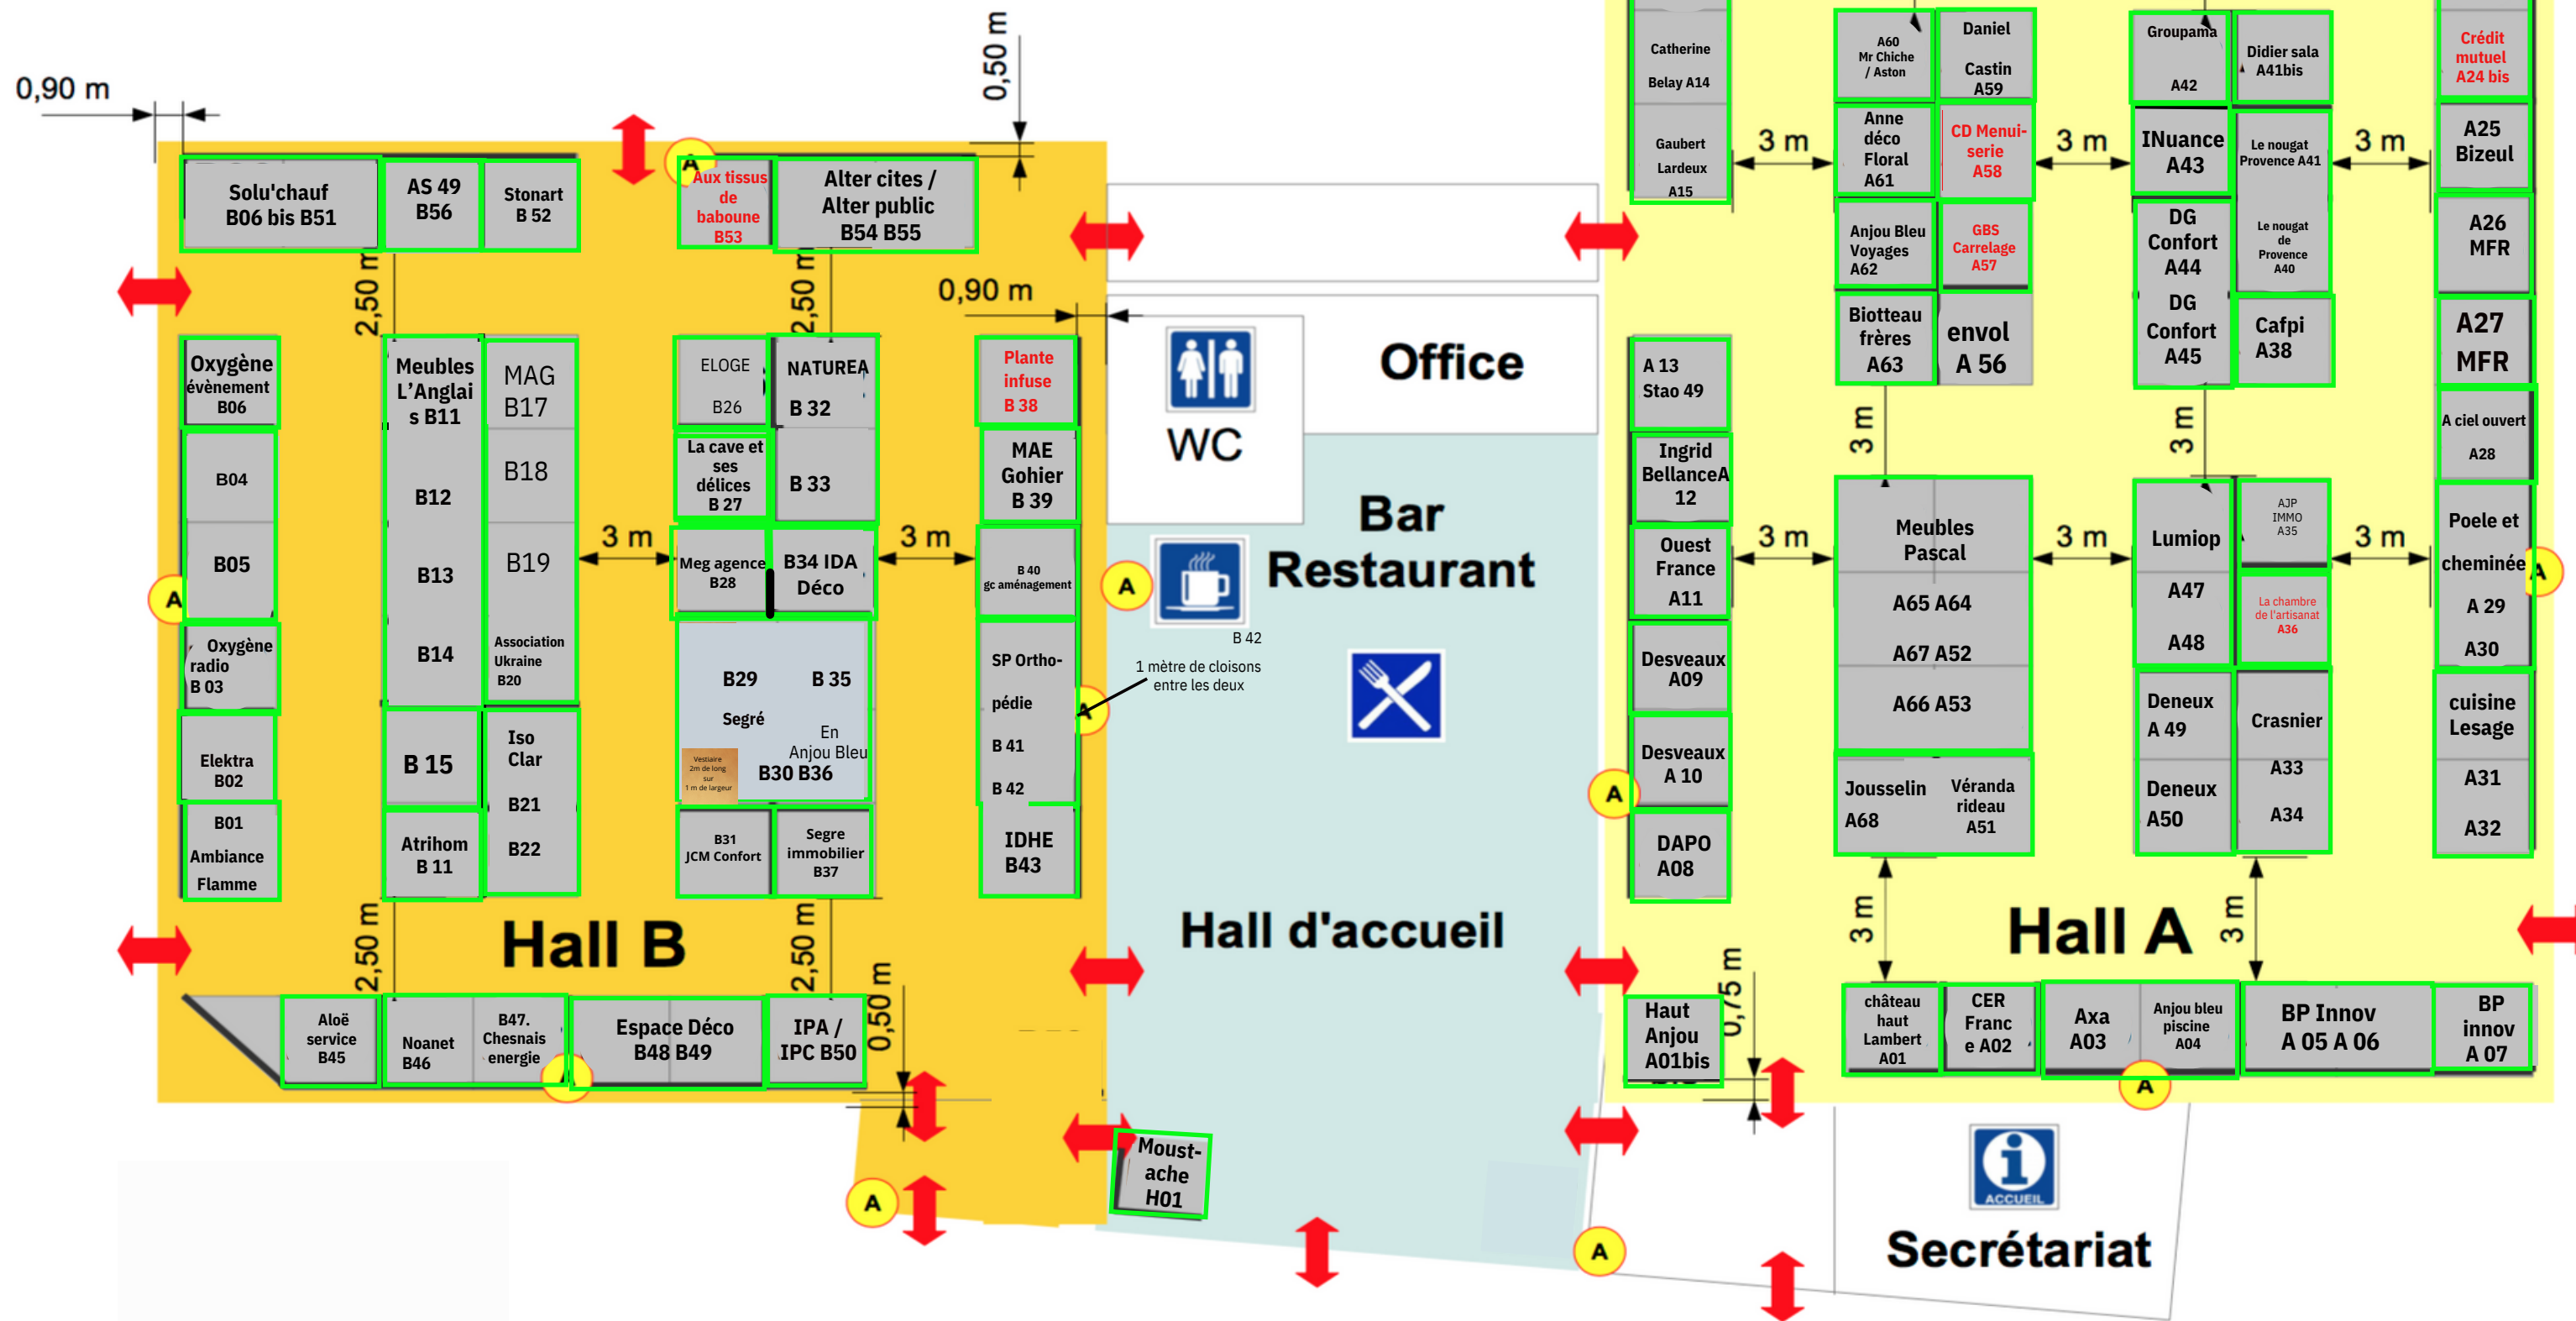 0,90 m
0,50 m
Solu'chauf
B06 bis B51
AS 49
B56
Stonart
B 52
A
Aux tissus
de
baboune
B53
Alter cites /
Alter public
B54 B55
2,50 m
2,50 m
0,90 m
Oxygène
évènement
B06
B04
B05
A
Oxygène
radio
B 03
Elektra
B02
B01
Ambiance
Flamme
Meubles
L'Anglai
s B11
B12
B13
B14
B 15
Atrihom
B 11
MAG
B17
B18
B19
Association
Ukraine
B20
Iso
Clar
B21
B22
3 m
ELOGE
B26
La cave et
ses
délices
B 27
Meg agence
B28
NATUREA
B 32
B 33
B34 IDA
Déco
B29
B 35
Segré
En
Anjou Bleu
B30 B36
Vestiaire
2m de long
sur
1 m de largeur
B31
JCM Confort
Segre
immobilier
B37
3 m
Plante
infuse
B 38
MAE
Gohier
B 39
B 40
gc aménagement
SP Ortho-
pédie
B 41
B 42
IDHE
B43
A
2,50 m
Hall B
2,50 m
0,50 m
Aloë
service
B45
Noanet
B46
B47.
Chesnais
energie
A
Espace Déco
B48 B49
IPA /
IPC B50
A
WC
Office
Bar
Restaurant
A
B 42
1 mètre de cloisons
entre les deux
Hall d'accueil
Moust-
ache
H01
A
Catherine
Belay A14
Gaubert
Lardeux
A15
3 m
A60
Mr Chiche
/ Aston
Daniel
Castin
A59
Anne
déco
Floral
A61
CD Menui-
serie
A58
Anjou Bleu
Voyages
A62
GBS
Carrelage
A57
Biotteau
frères
A63
envol
A 56
3 m
Groupama
A42
Didier sala
A41bis
INuance
A43
Le nougat
Provence A41
DG
Confort
A44
Le nougat
de
Provence
A40
DG
Confort
A45
Cafpi
A38
3 m
Crédit
mutuel
A24 bis
A25
Bizeul
A26
MFR
A27
MFR
A ciel ouvert
A28
Poele et
cheminée
A 29
A30
A
cuisine
Lesage
A31
A32
A 13
Stao 49
Ingrid
BellanceA
12
Ouest
France
A11
Desveaux
A09
Desveaux
A 10
A
DAPO
A08
3 m
3 m
3 m
Meubles
Pascal
A65 A64
A67 A52
A66 A53
Jousselin
A68
Véranda
rideau
A51
3 m
Lumiop
A47
A48
AJP
IMMO
A35
La chambre
de l'artisanat
A36
Deneux
A 49
Deneux
A50
Crasnier
A33
A34
3 m
3 m
Hall A
3 m
Haut
Anjou
A01bis
0,75 m
château
haut
Lambert
A01
CER
Franc
e A02
Axa
A03
Anjou bleu
piscine
A04
BP Innov
A 05 A 06
BP
innov
A 07
A
ACCUEIL
Secrétariat